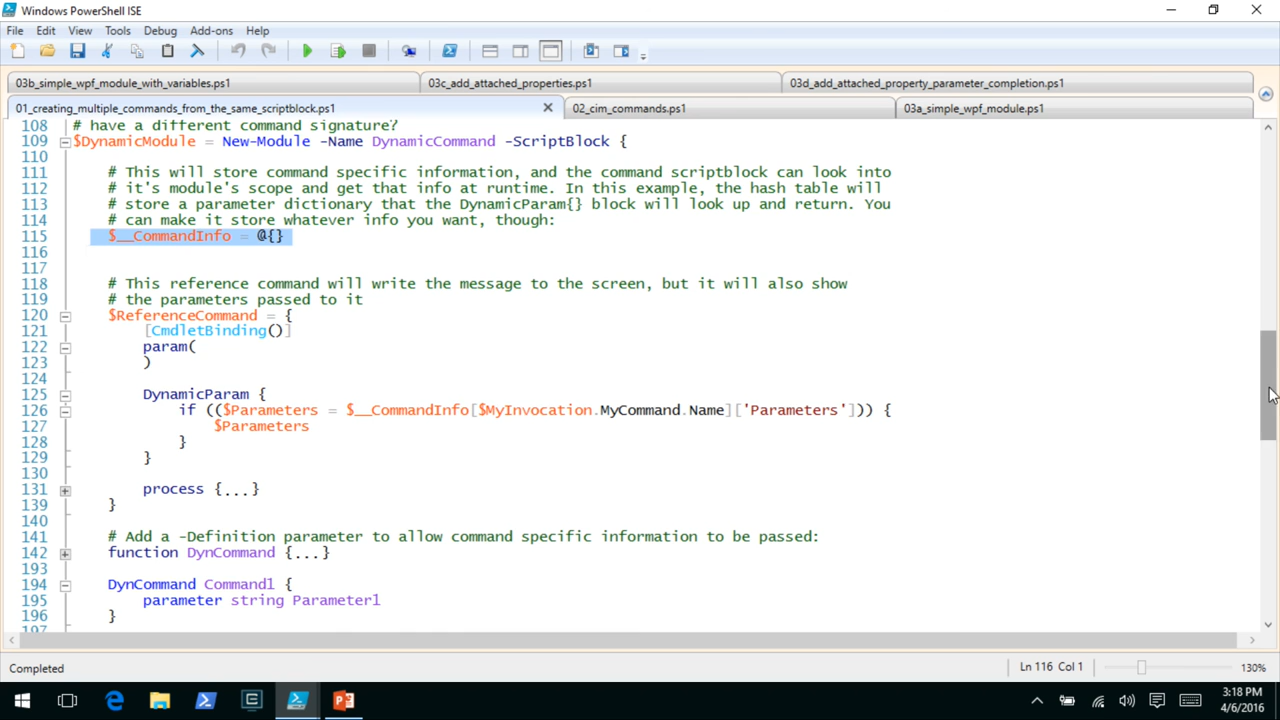 Windows PowerShell ISE
File Edit View Tools Debug Add-ons Help
03b_simple_wpf_module_with_variables.ps1 03c_add_attached_properties.ps1 03d_add_attached_property_parameter_completion.ps1
01_creating_multiple_commands_from_the_same_scriptblock.ps1 02_cim_commands.ps1 03a_simple_wpf_module.ps1
108 # have a different command signature?
109 $DynamicModule = New-Module -Name DynamicCommand -ScriptBlock {
110
111 # This will store command specific information, and the command scriptblock can look into
112 # it's module's scope and get that info at runtime. In this example, the hash table will
113 # store a parameter dictionary that the DynamicParam{} block will look up and return. You
114 # can make it store whatever info you want, though:
115 $__CommandInfo = @{}
116
117
118 # This reference command will write the message to the screen, but it will also show
119 # the parameters passed to it
120 $ReferenceCommand = {
121 [CmdletBinding()]
122 param(
123 )
124
125 DynamicParam {
126 if (($Parameters = $__CommandInfo[$MyInvocation.MyCommand.Name]['Parameters'])) {
127 $Parameters
128 }
129 }
130
131 process {...}
139 }
140
141 # Add a -Definition parameter to allow command specific information to be passed:
142 function DynCommand {...}
193
194 DynCommand Command1 {
195 parameter string Parameter1
196 }
197
Completed Ln 116 Col 1 130%
3:18 PM
4/6/2016